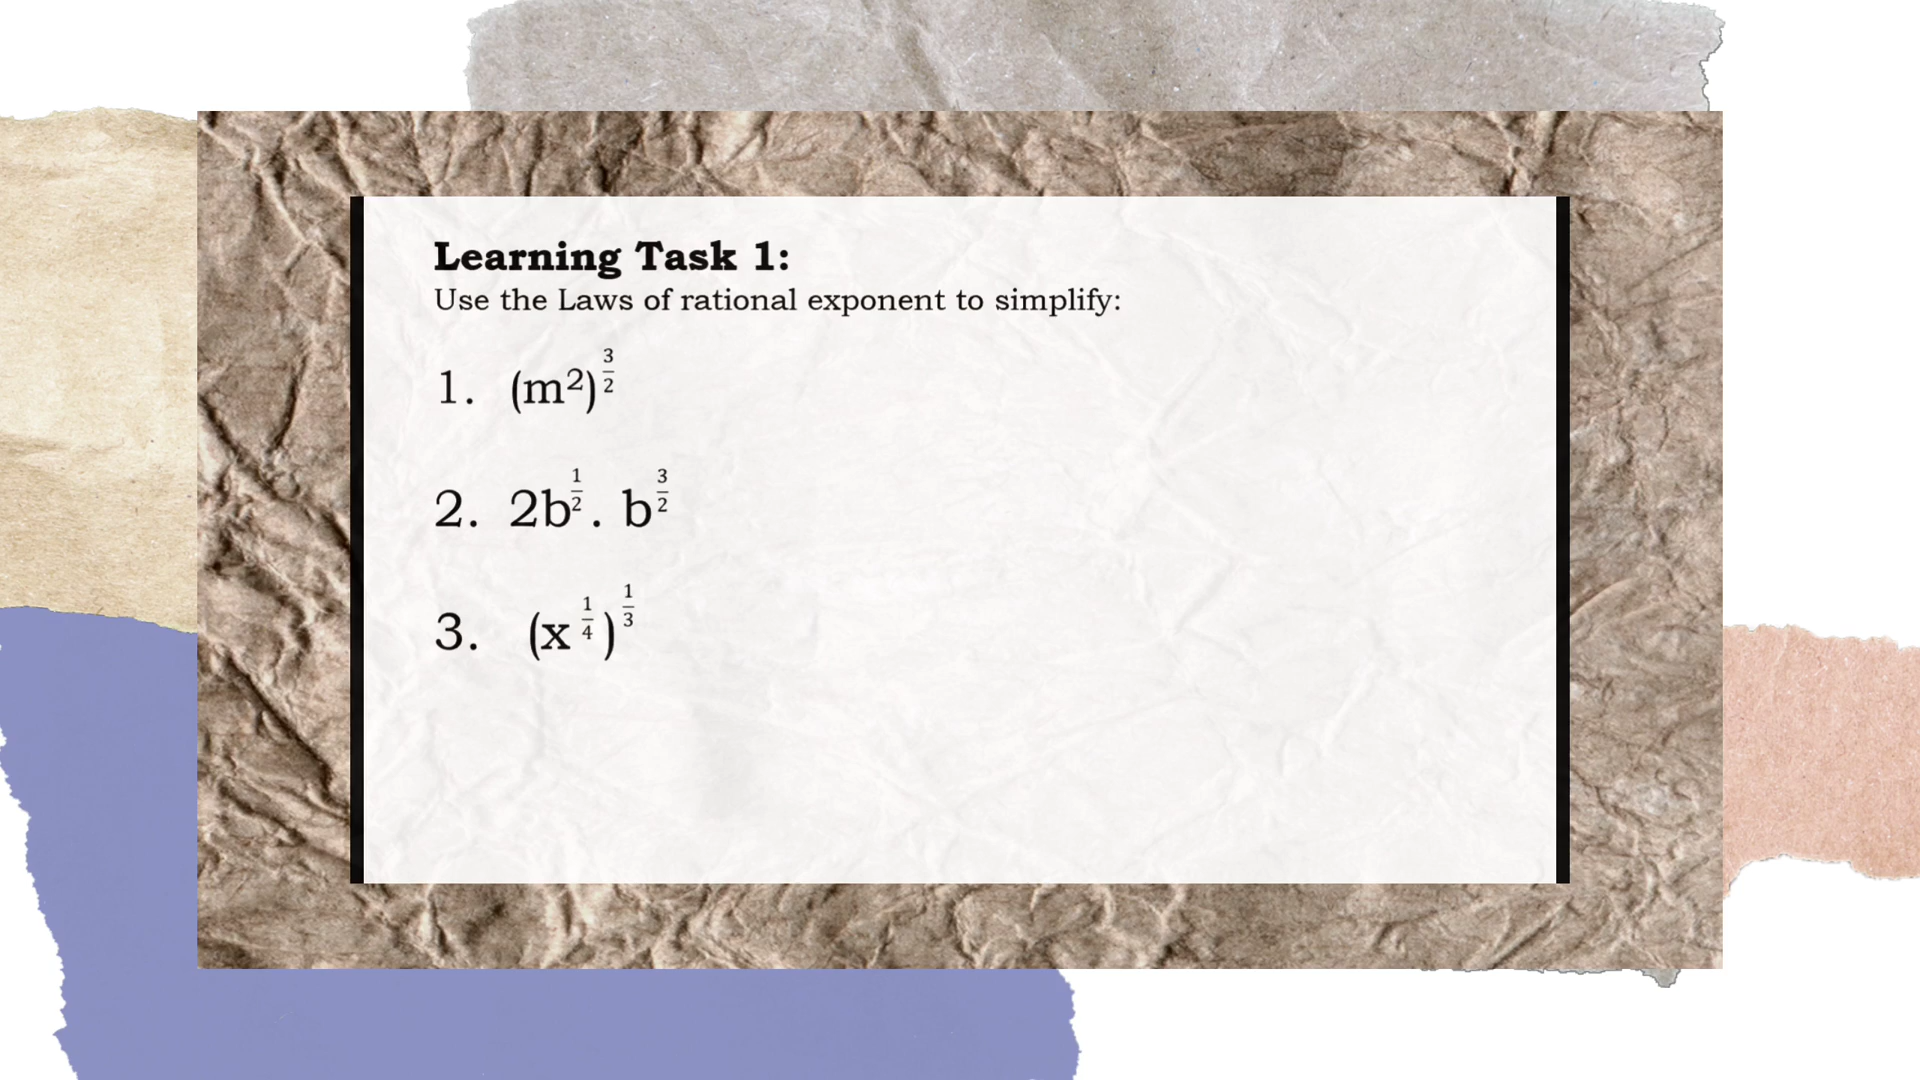 Learning Task 1:
Use the Laws of rational exponent to simplify:
1. (m²)^(3/2)
2. 2b^(1/2) . b^(3/2)
3. (x^(1/4))^(1/3)